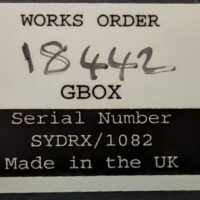 WORKS ORDER
18442
GBOX
Serial Number
SYDRX/1082
Made in the UK